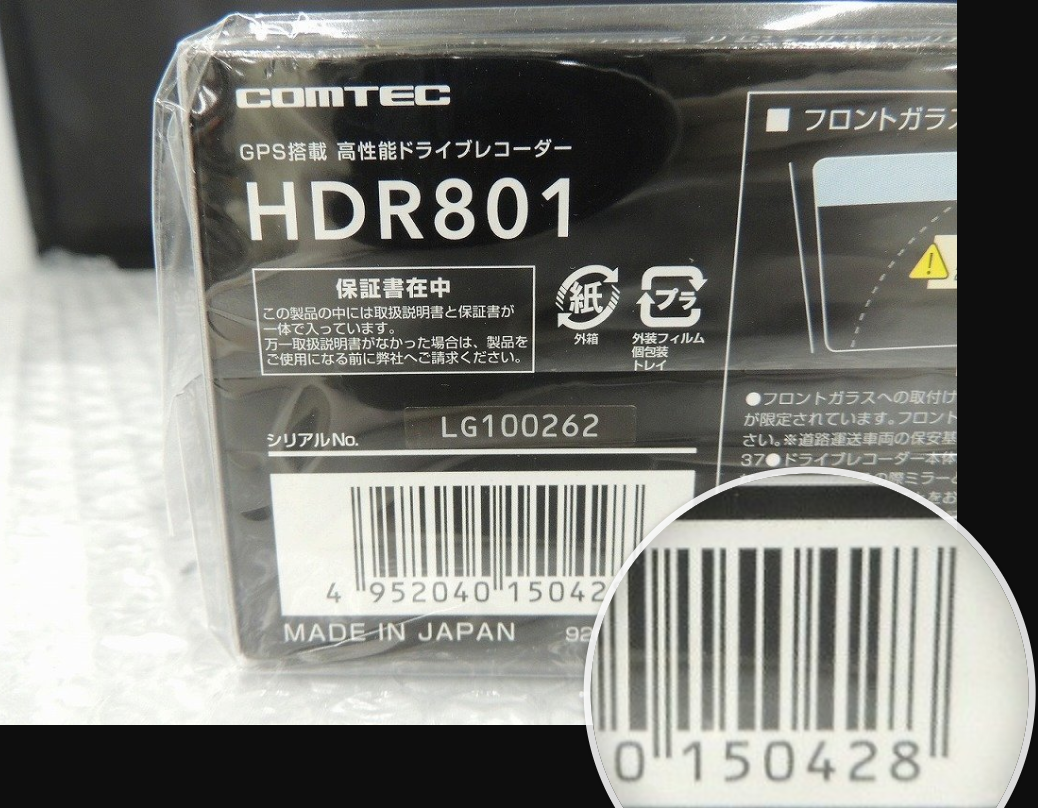 COMTEC
GPS搭載 高性能ドライブレコーダー
HDR801
保証書在中
この製品の中には取扱説明書と保証書が
一体で入っています。
万一取扱説明書がなかった場合は、製品を
ご使用になる前に弊社へご請求ください。
紙
外箱
プラ
外装フィルム
個包装
トレイ
シリアルNo.
LG100262
4 952040 15042
MADE IN JAPAN
92
■ フロントガラス
●フロントガラスへの取付け
が限定されています。フロント
さい。※道路運送車両の保安基
37●ドライブレコーダー本体
の際ミラーと
をお
0 150428